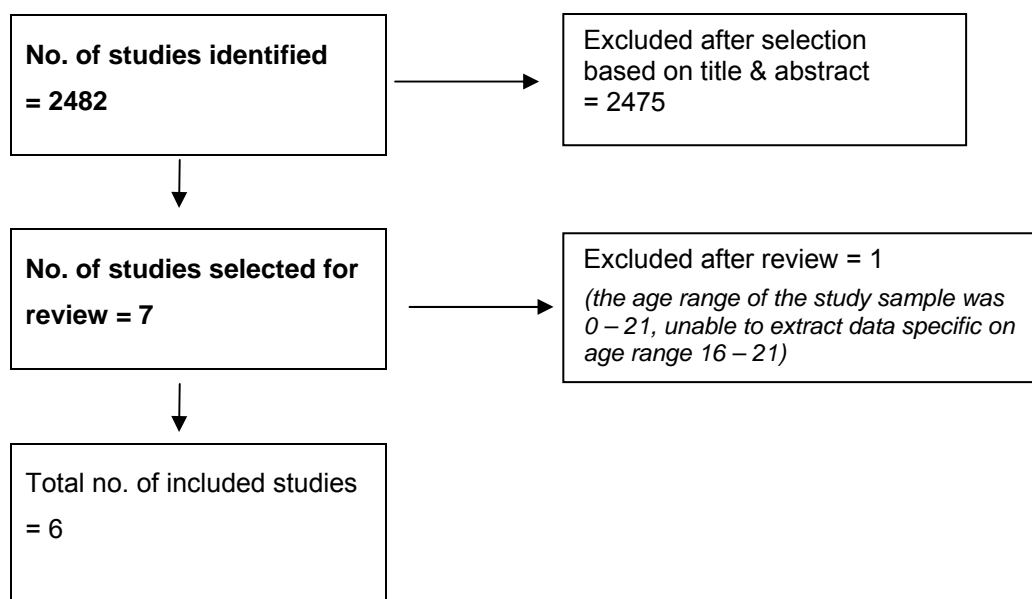 No. of studies identified
= 2482
Excluded after selection
based on title & abstract
= 2475
No. of studies selected for
review = 7
Excluded after review = 1
(the age range of the study sample was
0 – 21, unable to extract data specific on
age range 16 – 21)
Total no. of included studies
= 6